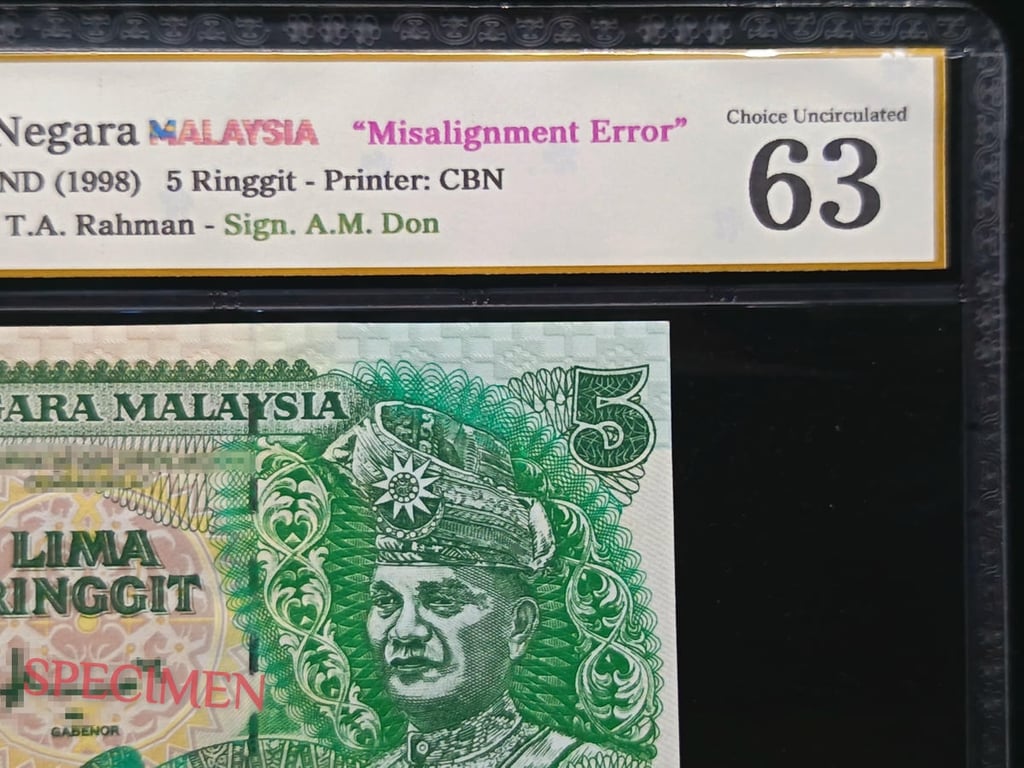 Negara MALAYSIA "Misalignment Error"
Choice Uncirculated
63
ND (1998) 5 Ringgit - Printer: CBN
T.A. Rahman - Sign. A.M. Don
GARA MALAYSIA
5
LIMA
RINGGIT
SPECIMEN
GABENOR